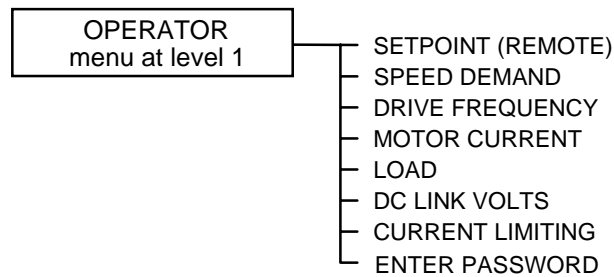 OPERATOR
menu at level 1
SETPOINT (REMOTE)
SPEED DEMAND
DRIVE FREQUENCY
MOTOR CURRENT
LOAD
DC LINK VOLTS
CURRENT LIMITING
ENTER PASSWORD